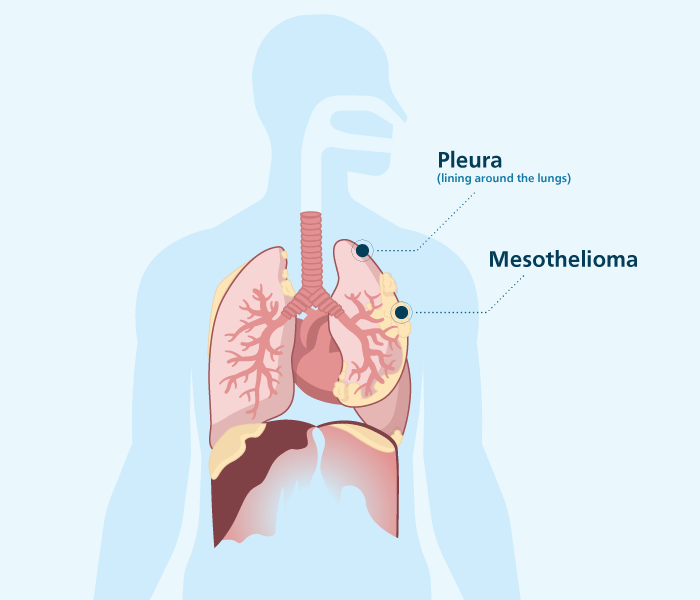 Pleura
(lining around the lungs)
Mesothelioma